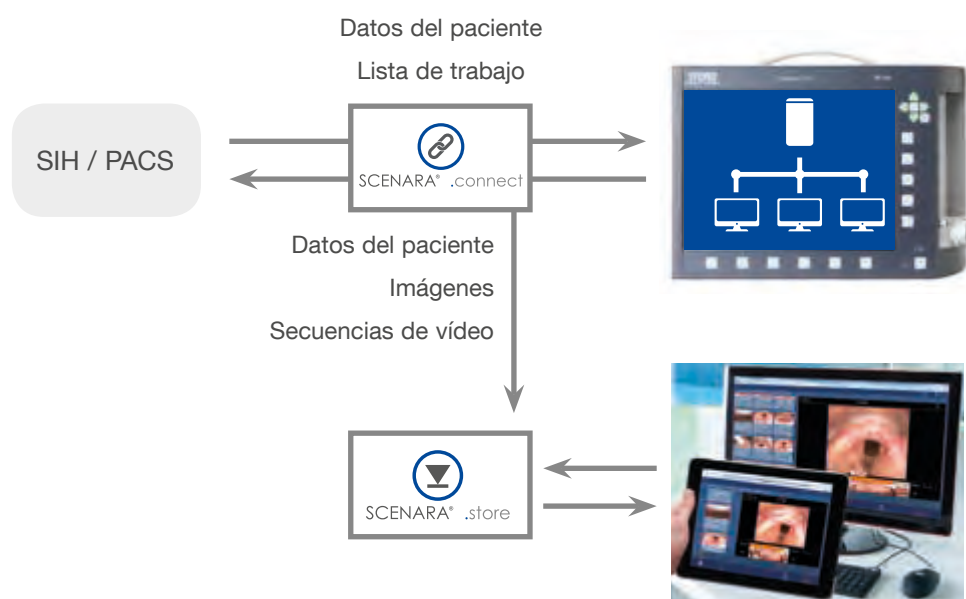 Datos del paciente
Lista de trabajo
SIH / PACS
SCENARA® .connect
Datos del paciente
Imágenes
Secuencias de vídeo
SCENARA® .store